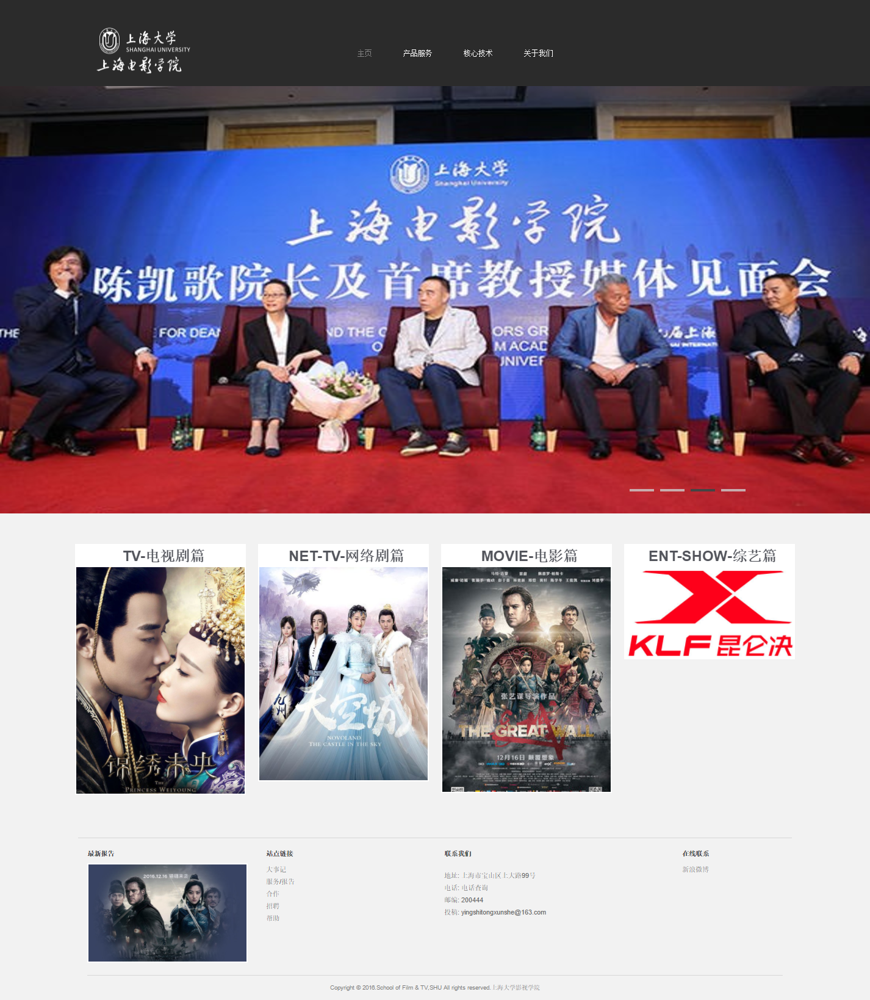 上海大学
SHANGHAI UNIVERSITY
上海电影学院
主页
产品服务
核心技术
关于我们
上海大学
Shanghai University
上海电影学院
陈凯歌院长及首席教授媒体见面会
THE
FOR DEAN
ND THE
ORS
M ACAD
UNIVER
TV-电视剧篇
NET-TV-网络剧篇
MOVIE-电影篇
ENT-SHOW-综艺篇
锦绣未央
THE
PRINCESS WEIYOUNG
九州
天空城
NOVOLAND
THE CASTLE IN THE SKY
张艺谋导演作品
THE GREAT WALL
12月16日 颠覆想象
KLF 昆仑决
最新报告
2016.12.16
站点链接
大事记
服务/报告
合作
招聘
帮助
联系我们
地址: 上海市宝山区上大路99号
电话: 电话查询
邮编: 200444
投稿: yingshitongxunshe@163.com
在线联系
新浪微博
Copyright © 2016.School of Film & TV,SHU All rights reserved.上海大学影视学院